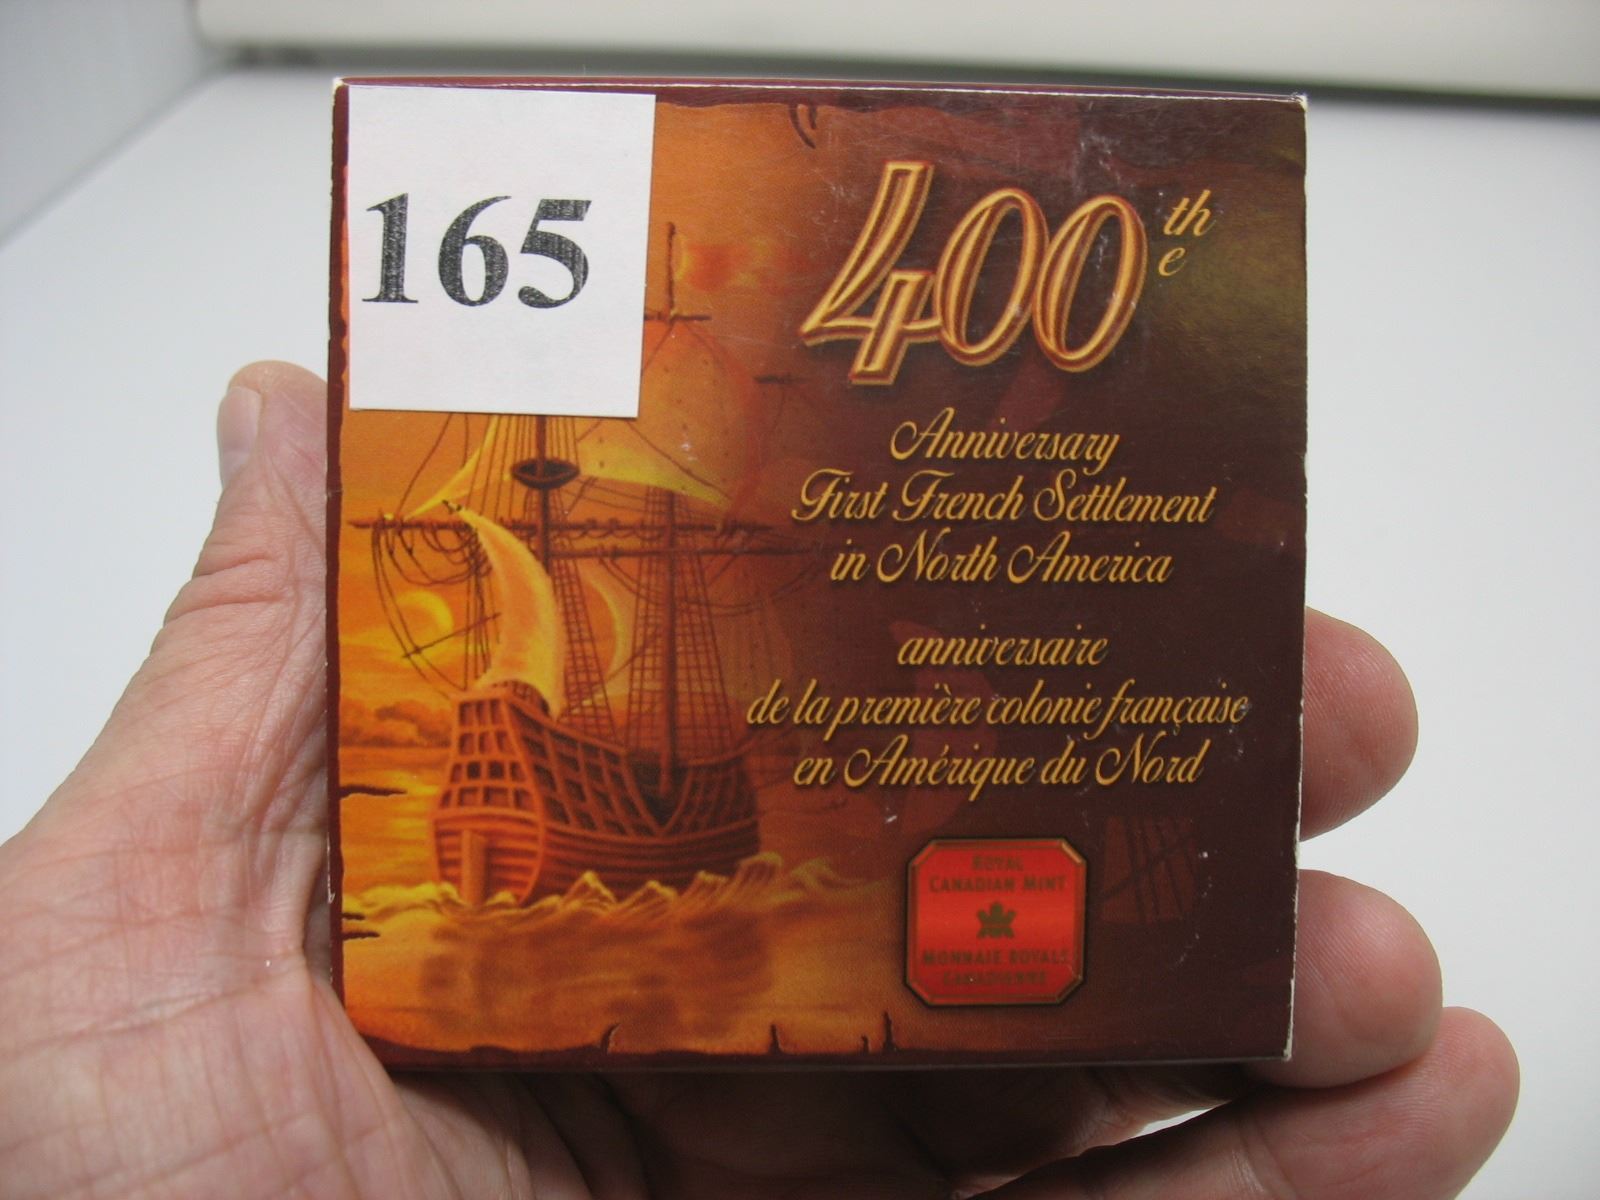 165
400th
e
Anniversary
First French Settlement
in North America
anniversaire
de la première colonie française
en Amérique du Nord
ROYAL
CANADIAN MINT
MONNAIE ROYALE
CANADIENNE